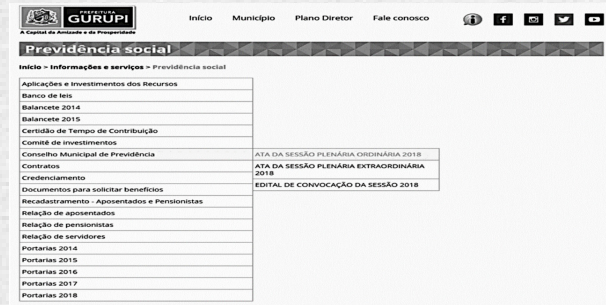 PREFEITURA
GURUPI
A Capital da Amizade e da Prosperidade
Início Município Plano Diretor Fale conosco
Previdência social
Início > Informações e serviços > Previdência social
Aplicações e Investimentos dos Recursos
Banco de leis
Balancete 2014
Balancete 2015
Certidão de Tempo de Contribuição
Comitê de investimentos
Conselho Municipal de Previdência
ATA DA SESSÃO PLENÁRIA ORDINÁRIA 2018
ATA DA SESSÃO PLENÁRIA EXTRAORDINÁRIA
2018
EDITAL DE CONVOCAÇÃO DA SESSÃO 2018
Contratos
Credenciamento
Documentos para solicitar benefícios
Recadastramento - Aposentados e Pensionistas
Relação de aposentados
Relação de pensionistas
Relação de servidores
Portarias 2014
Portarias 2015
Portarias 2016
Portarias 2017
Portarias 2018